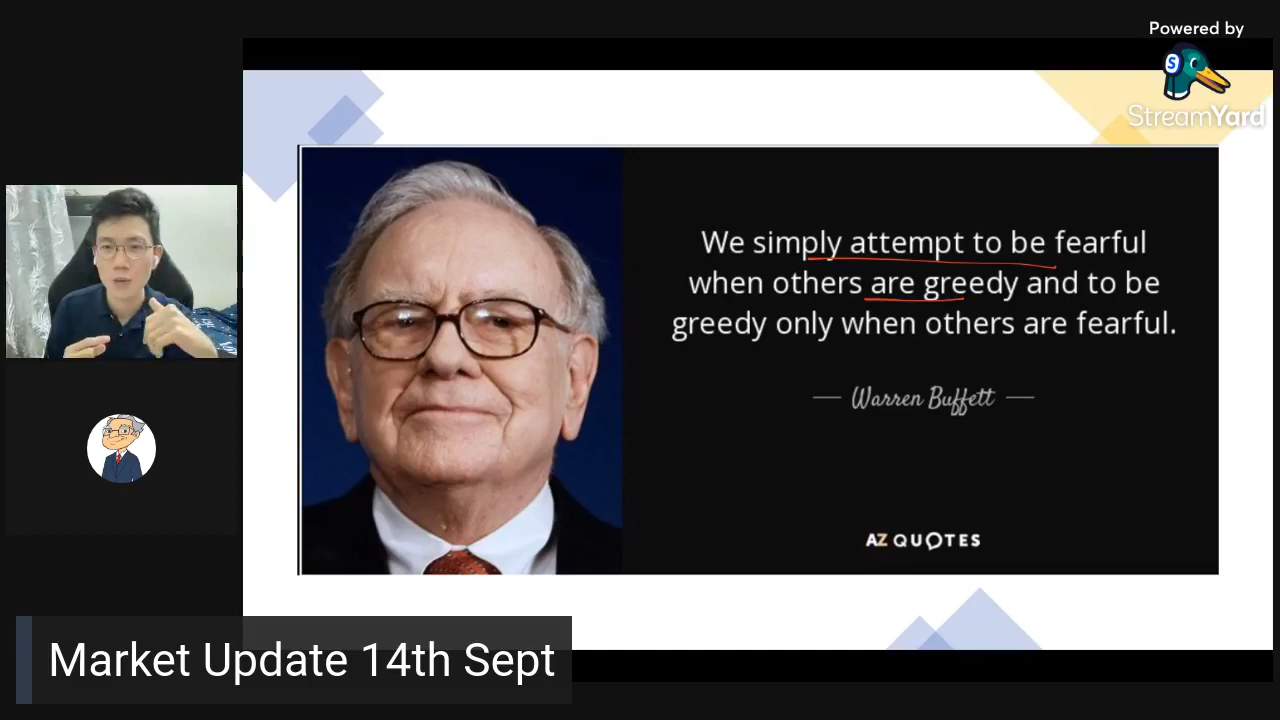 Powered by
S
StreamYard
We simply attempt to be fearful
when others are greedy and to be
greedy only when others are fearful.
Warren Buffett
AZ QUOTES
Market Update 14th Sept